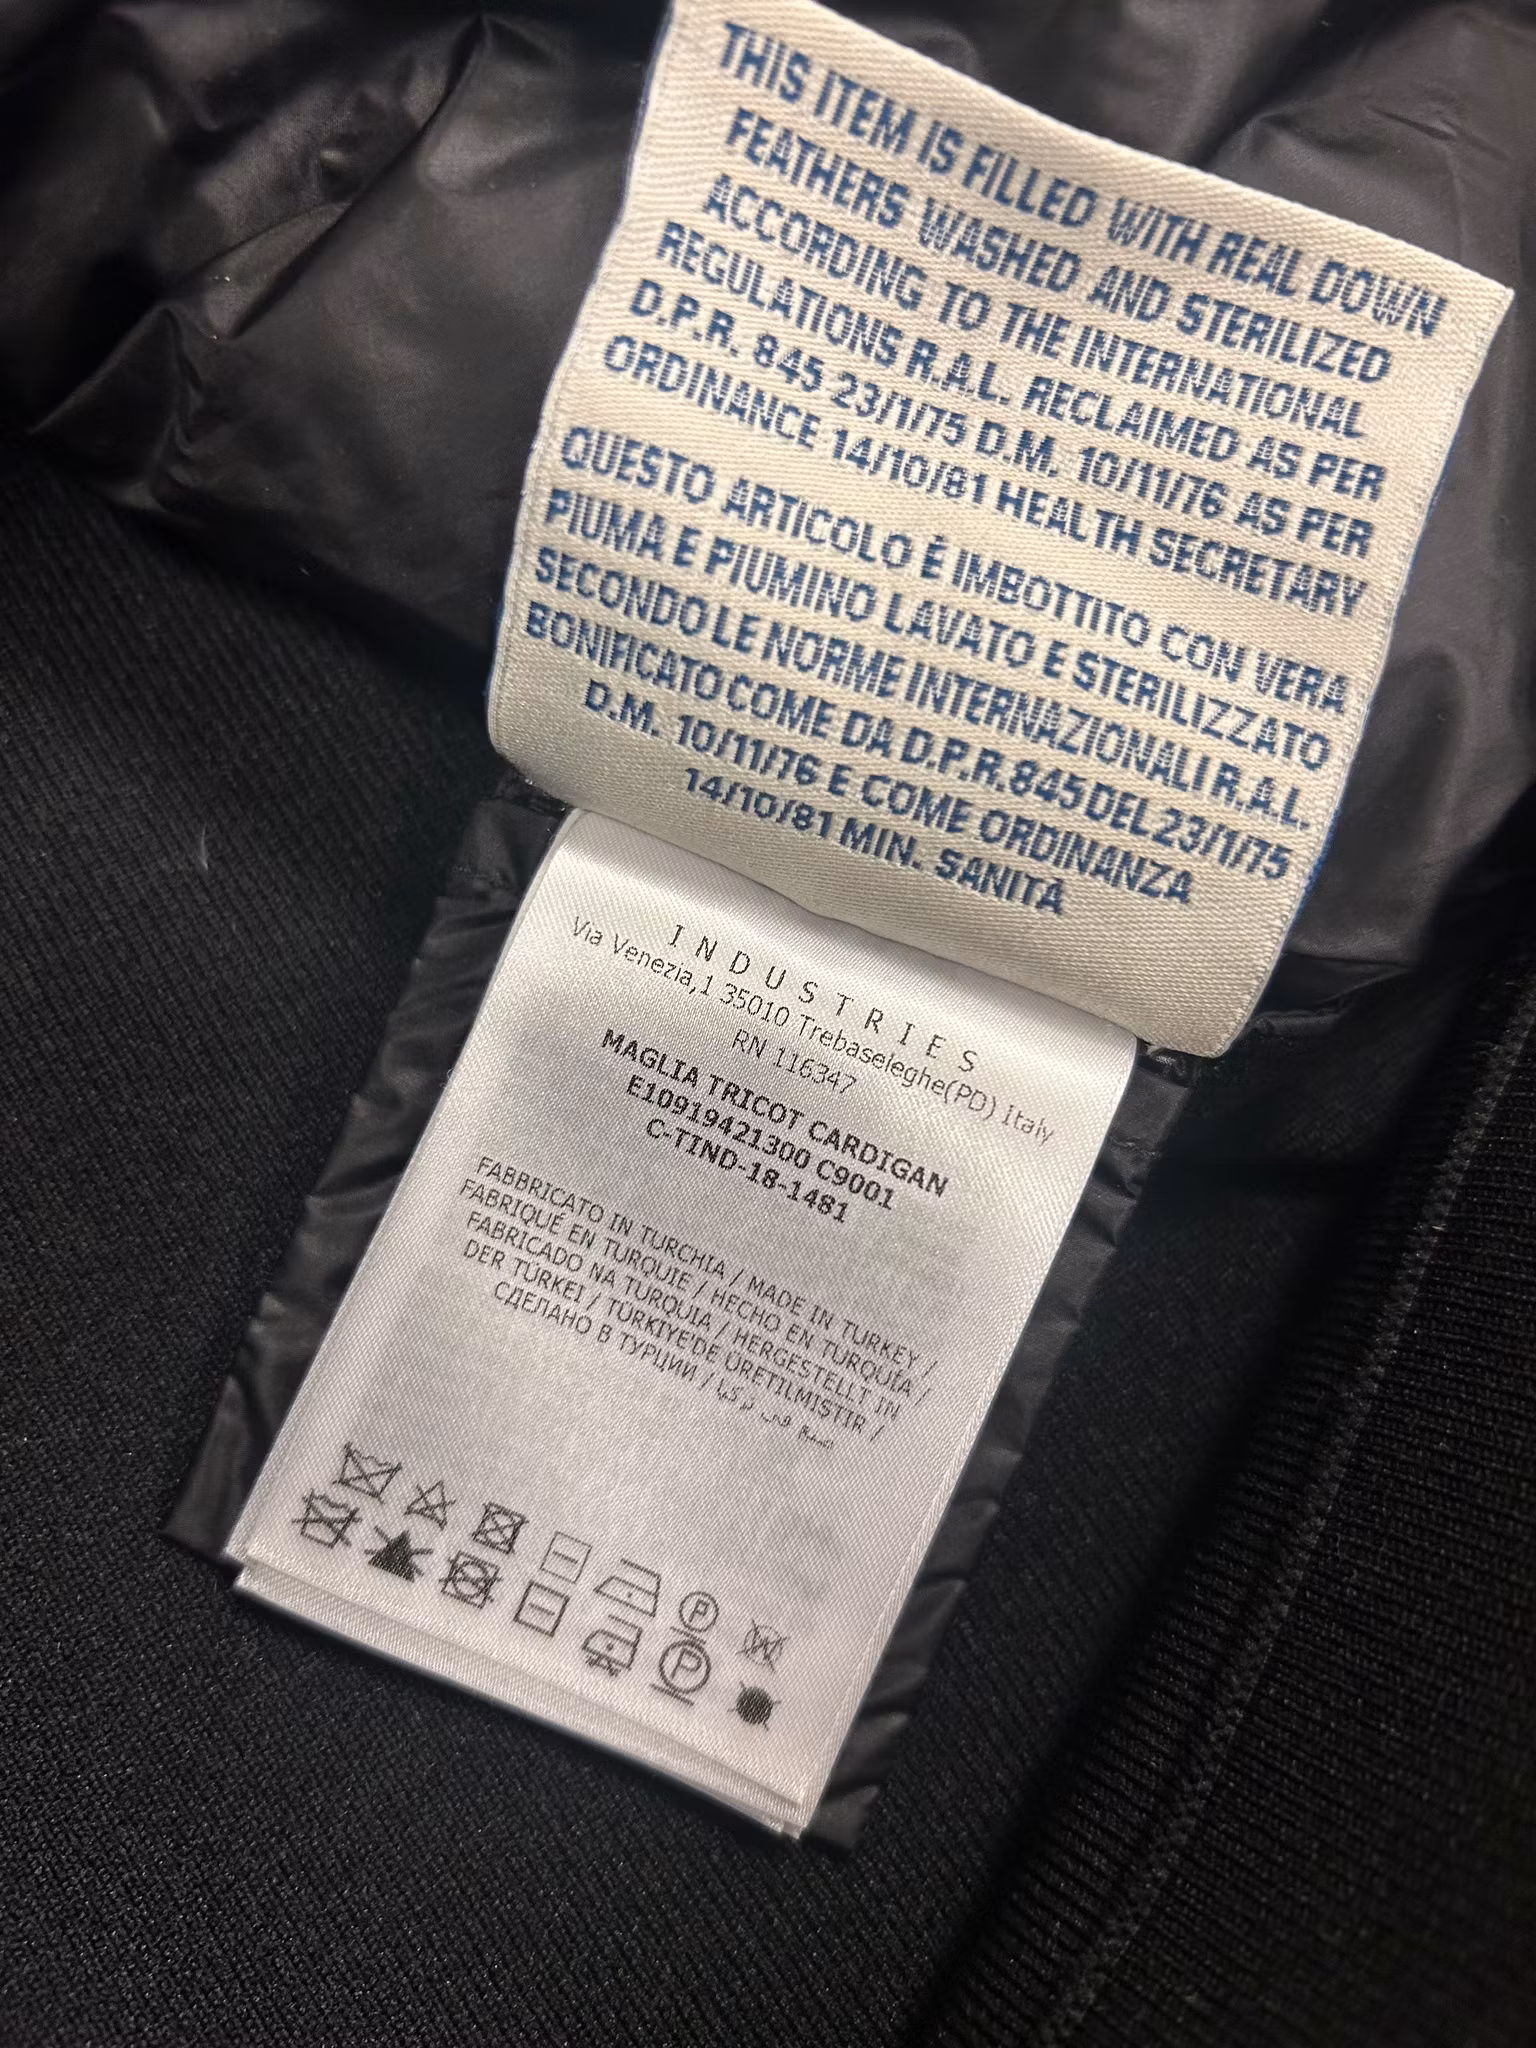 THIS ITEM IS FILLED WITH REAL DOWN
FEATHERS WASHED AND STERILIZED
ACCORDING TO THE INTERNATIONAL
REGULATIONS R.A.L. RECLAIMED AS PER
D.P.R. 845 23/1/75 D.M. 10/11/76 AS PER
ORDINANCE 14/10/81 HEALTH SECRETARY
QUESTO ARTICOLO È IMBOTTITO CON VERA
PIUMA E PIUMINO LAVATO E STERILIZZATO
SECONDO LE NORME INTERNAZIONALI R.A.L.
BONIFICATO COME DA D.P.R.845 DEL 23/1/75
D.M. 10/11/76 E COME ORDINANZA
14/10/81 MIN. SANITÀ
INDUSTRIES
Via Venezia,1 35010 Trebaseleghe(PD) Italy
RN 116347
MAGLIA TRICOT CARDIGAN
E10919421300 C9001
C-TIND-18-1481
FABBRICATO IN TURCHIA / MADE IN TURKEY /
FABRIQUÉ EN TURQUIE / HECHO EN TURQUÍA /
FABRICADO NA TURQUIA / HERGESTELLT IN
DER TÜRKEI / TÜRKIYE'DE ÜRETILMISTIR /
СДЕЛАНО В ТУРЦИИ / صنع في تركيا
P W
P